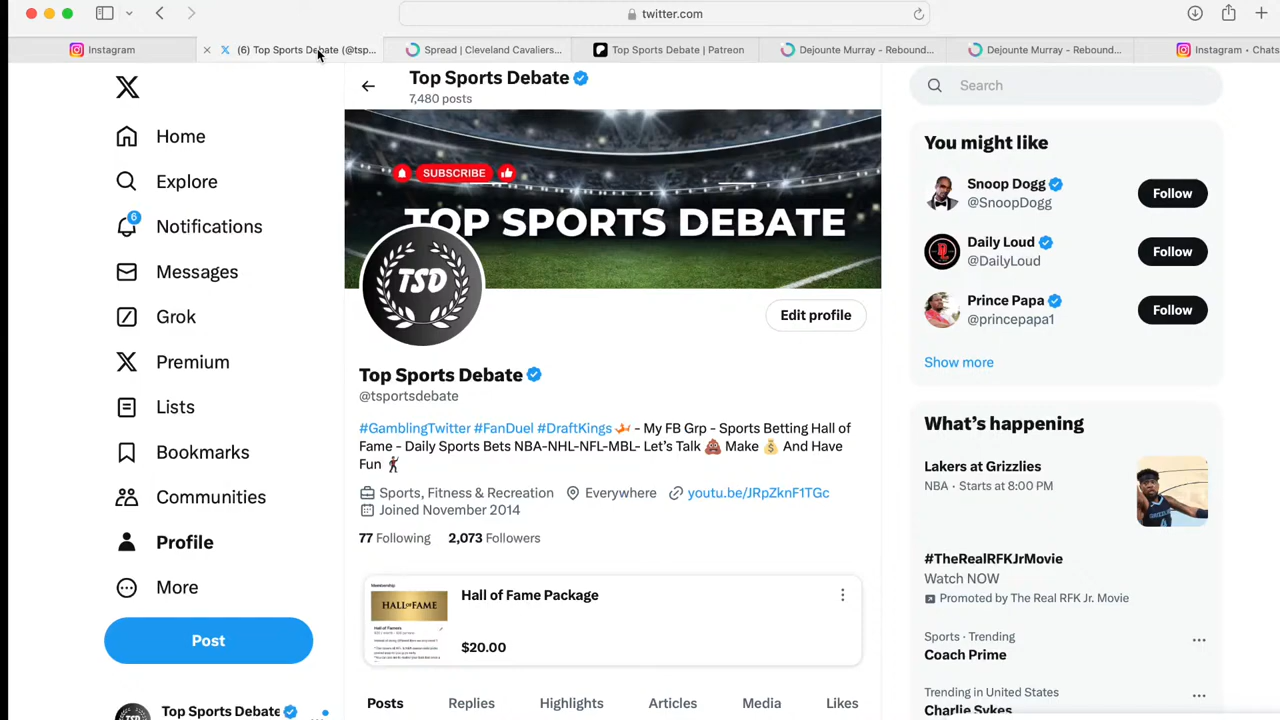 twitter.com
Instagram
(6) Top Sports Debate (@tsp...
Spread | Cleveland Cavaliers...
Top Sports Debate | Patreon
Dejounte Murray - Rebound...
Dejounte Murray - Rebound...
Instagram • Chats
Home
Explore
6
Notifications
Messages
Grok
Premium
Lists
Bookmarks
Communities
Profile
More
Post
Top Sports Debate
Top Sports Debate
7,480 posts
SUBSCRIBE
TOP SPORTS DEBATE
TSD
Edit profile
Top Sports Debate
@tsportsdebate
#GamblingTwitter #FanDuel #DraftKings - My FB Grp - Sports Betting Hall of
Fame - Daily Sports Bets NBA-NHL-NFL-MBL- Let's Talk 💩 Make 💰 And Have
Fun
Sports, Fitness & Recreation Everywhere youtu.be/JRpZknF1TGc
Joined November 2014
77 Following 2,073 Followers
HALL OF FAME
Hall of Fame Package
$20.00
Posts Replies Highlights Articles Media Likes
Search
You might like
Snoop Dogg
@SnoopDogg
Follow
Daily Loud
@DailyLoud
Follow
Prince Papa
@princepapa1
Follow
Show more
What's happening
Lakers at Grizzlies
NBA · Starts at 8:00 PM
#TheRealRFKJrMovie
Watch NOW
Promoted by The Real RFK Jr. Movie
Sports · Trending
Coach Prime
Trending in United States
Charlie Sykes